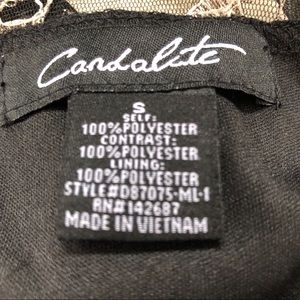 Candalite
S
SELF:
100%POLYESTER
CONTRAST:
100%POLYESTER
LINING:
100%POLYESTER
STYLE#D87075-ML-1
RN#142687
MADE IN VIETNAM